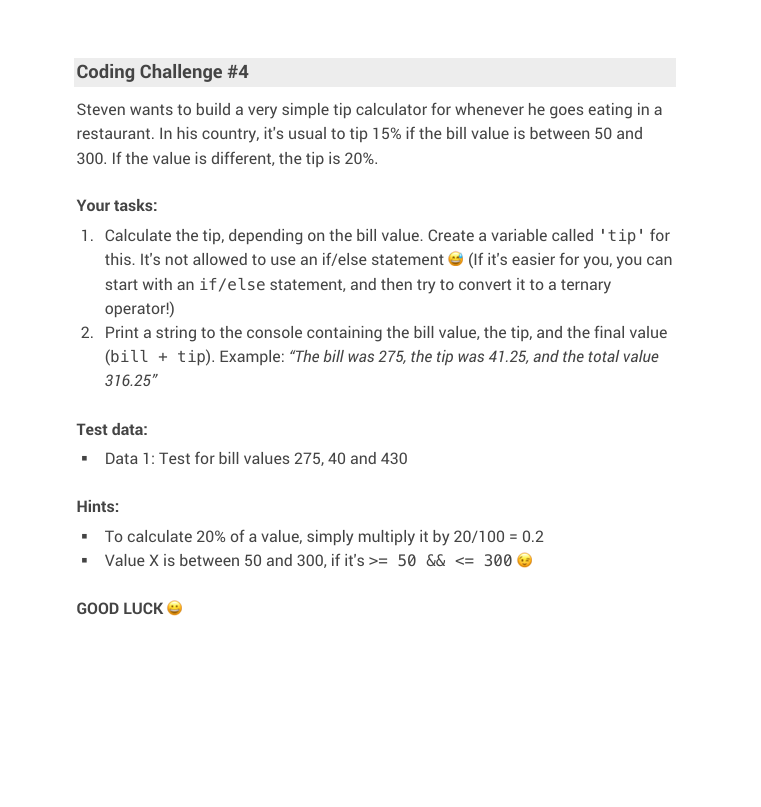 Coding Challenge #4
Steven wants to build a very simple tip calculator for whenever he goes eating in a
restaurant. In his country, it's usual to tip 15% if the bill value is between 50 and
300. If the value is different, the tip is 20%.
Your tasks:
1. Calculate the tip, depending on the bill value. Create a variable called 'tip' for
this. It's not allowed to use an if/else statement 😅 (If it's easier for you, you can
start with an if/else statement, and then try to convert it to a ternary
operator!)
2. Print a string to the console containing the bill value, the tip, and the final value
(bill + tip). Example: “The bill was 275, the tip was 41.25, and the total value
316.25”
Test data:
▪ Data 1: Test for bill values 275, 40 and 430
Hints:
▪ To calculate 20% of a value, simply multiply it by 20/100 = 0.2
▪ Value X is between 50 and 300, if it's >= 50 && <= 300 😉
GOOD LUCK 😀